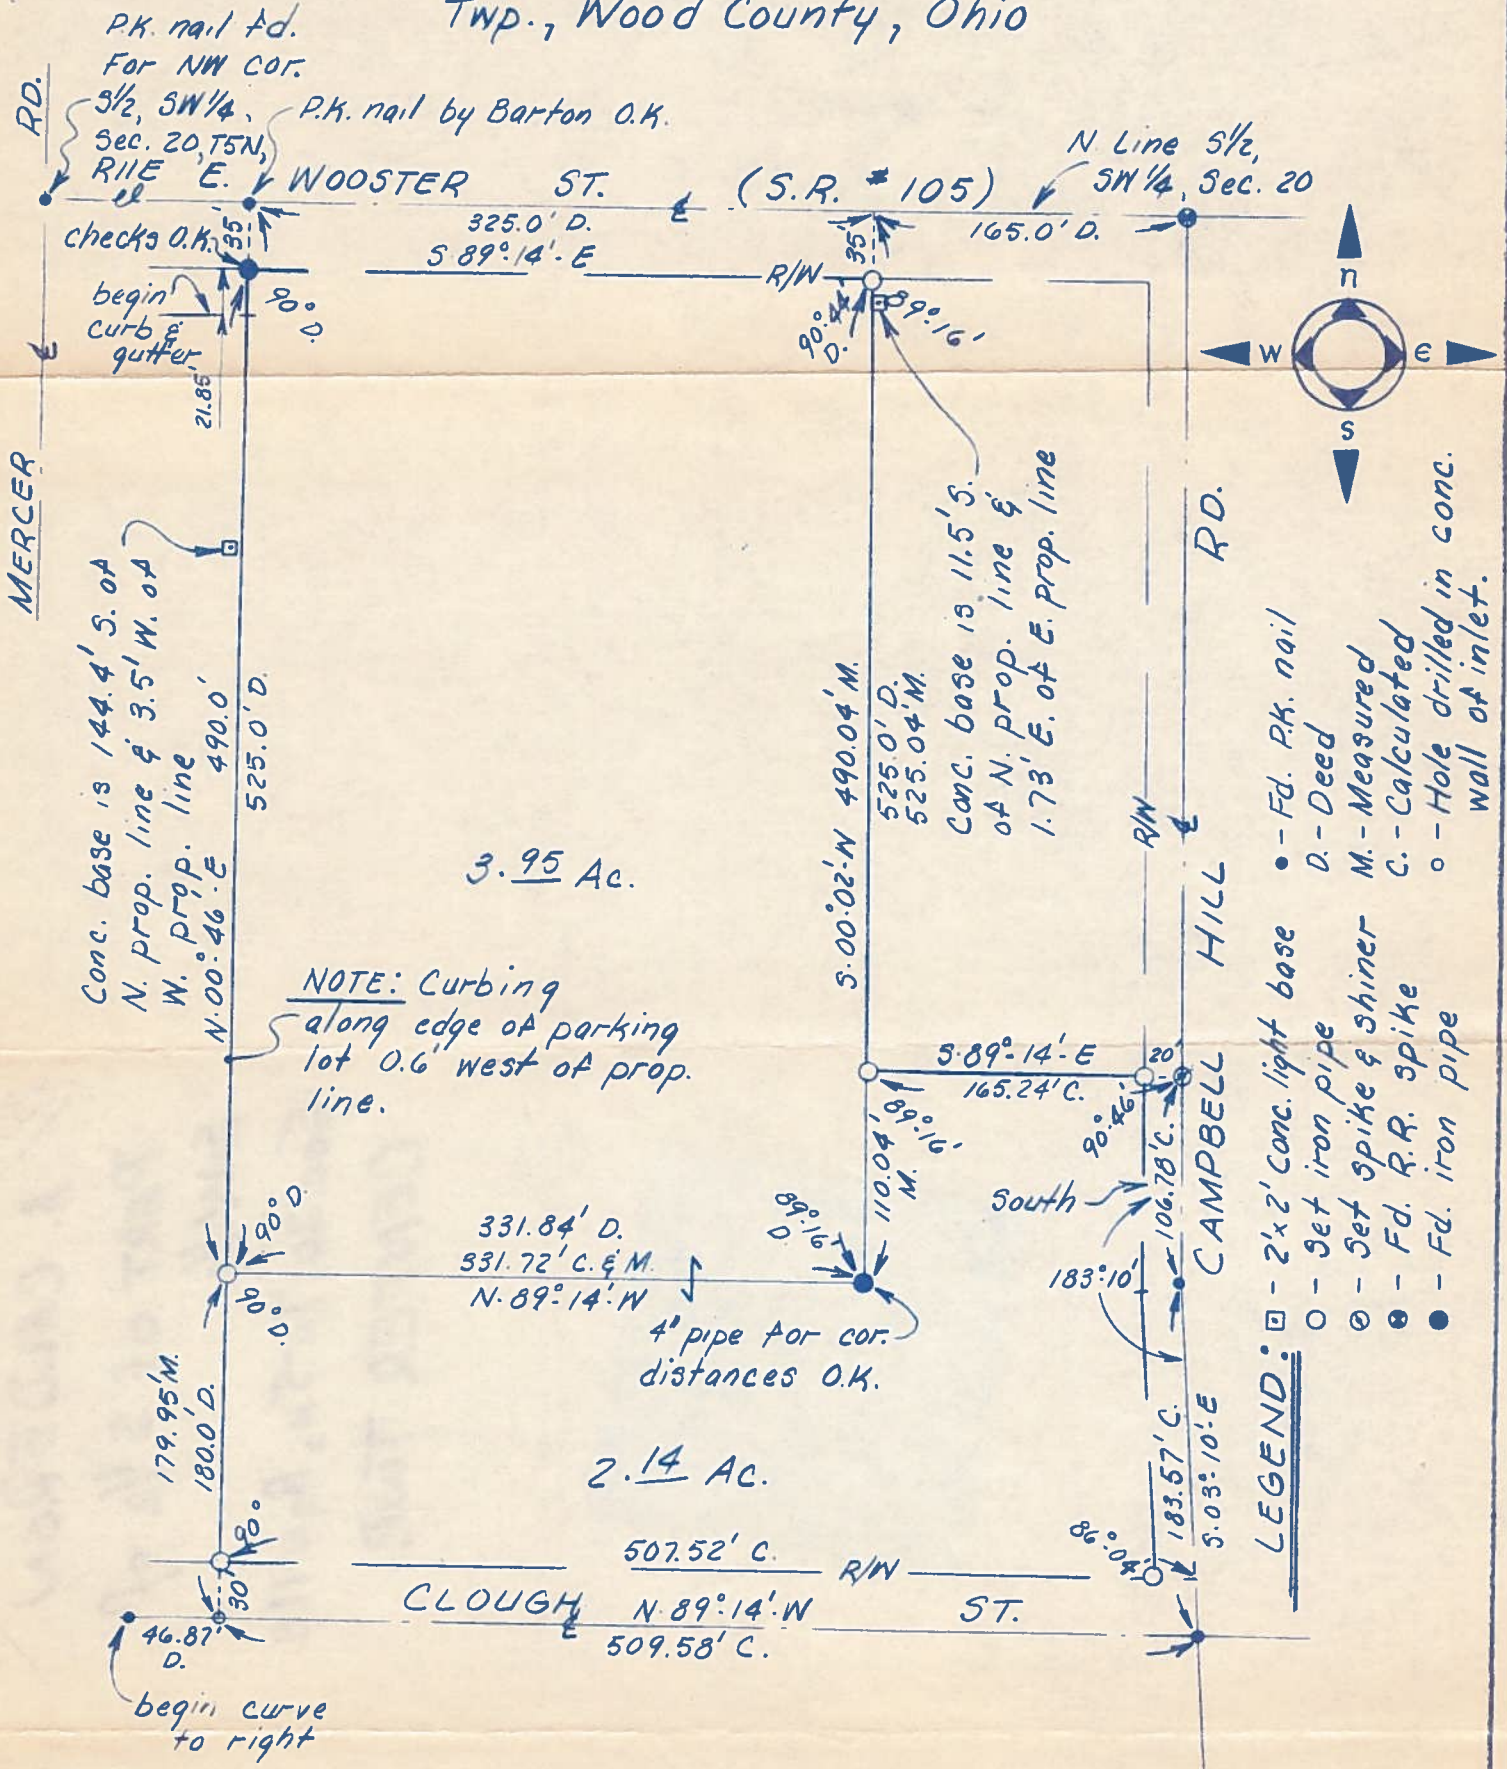 Twp., Wood County, Ohio
P.K. nail fd.
For NW cor.
S1/2, SW1/4,
Sec. 20, T5N,
R11E
P.K. nail by Barton O.K.
N Line S1/2,
SW1/4, Sec. 20
RD.
MERCER
E. WOOSTER ST. (S.R. #105)
325.0' D.
S·89°·14'·E
165.0' D.
35'
35'
checks O.K.
R/W
begin
curb &
gutter
21.85'
90°
D.
90°·44'
D.
89°·16'
n
W
E
S
Conc. base is 144.4' S. of
N. prop. line & 3.5' W. of
W. prop. line
N·00°·46'·E 490.0'
525.0' D.
S·00°·02'·W 490.04' M.
525.0' D.
525.04' M.
Conc. base is 11.5' S.
of N. prop. line &
1.73' E. of E. prop. line
R/W
CAMPBELL HILL RD.
3.95 Ac.
NOTE: Curbing
along edge of parking
lot 0.6' west of prop.
line.
S·89°·14'·E
165.24' C.
20'
89°·16'
90°·46'
110.04'
M.
106.78' C.
South
183°·10'
90° D.
90°
D.
89°·16'
D.
331.84' D.
331.72' C. & M.
N·89°·14'·W
4" pipe for cor.
distances O.K.
179.95' M.
180.0' D.
2.14 Ac.
183.57' C.
S·03°·10'·E
86°·04'
90°
507.52' C.
R/W
30'
CLOUGH ST.
N·89°·14'·W
509.58' C.
46.87'
D.
begin curve
to right
LEGEND:
- 2'x2' Conc. light base
- Set iron pipe
- Set spike & shiner
- Fd. R.R. spike
- Fd. iron pipe
- Fd. P.K. nail
D. - Deed
M. - Measured
C. - Calculated
- Hole drilled in conc.
wall of inlet.